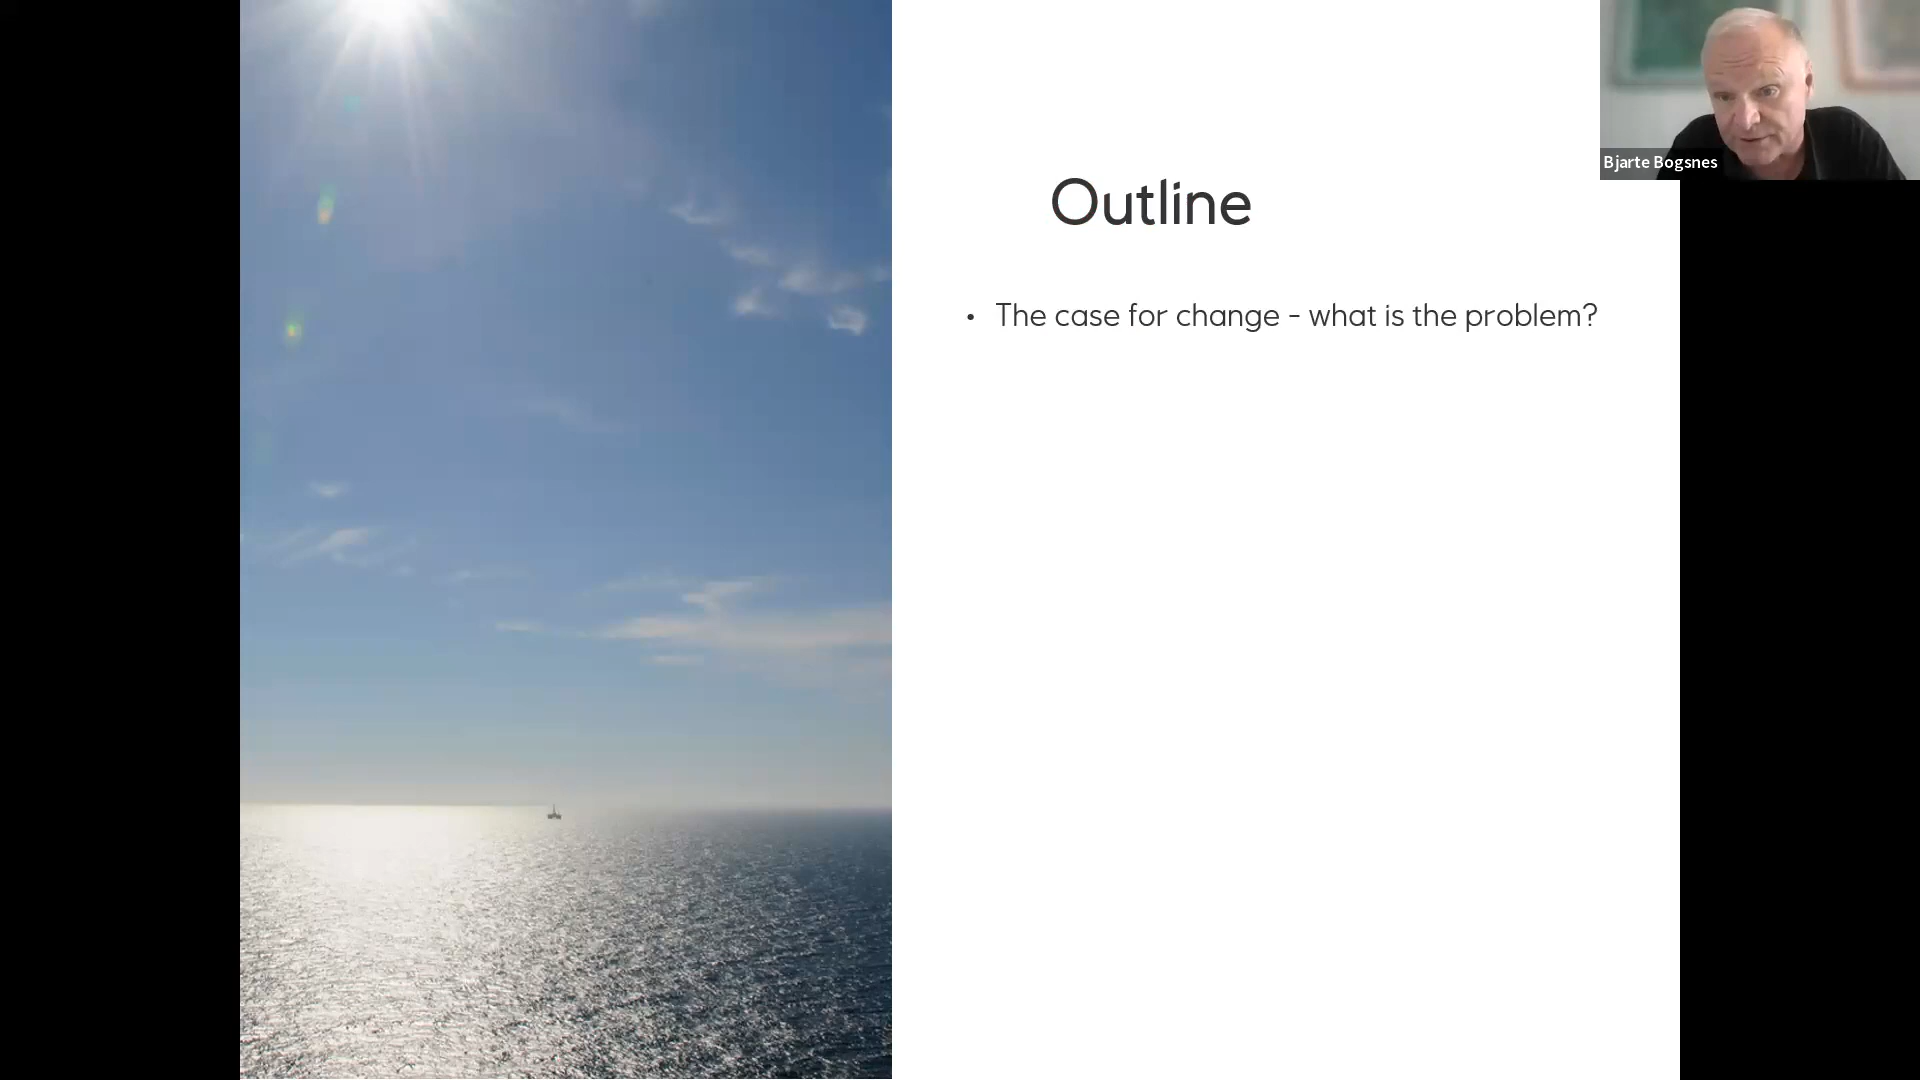 Bjarte Bogsnes
Outline
• The case for change - what is the problem?